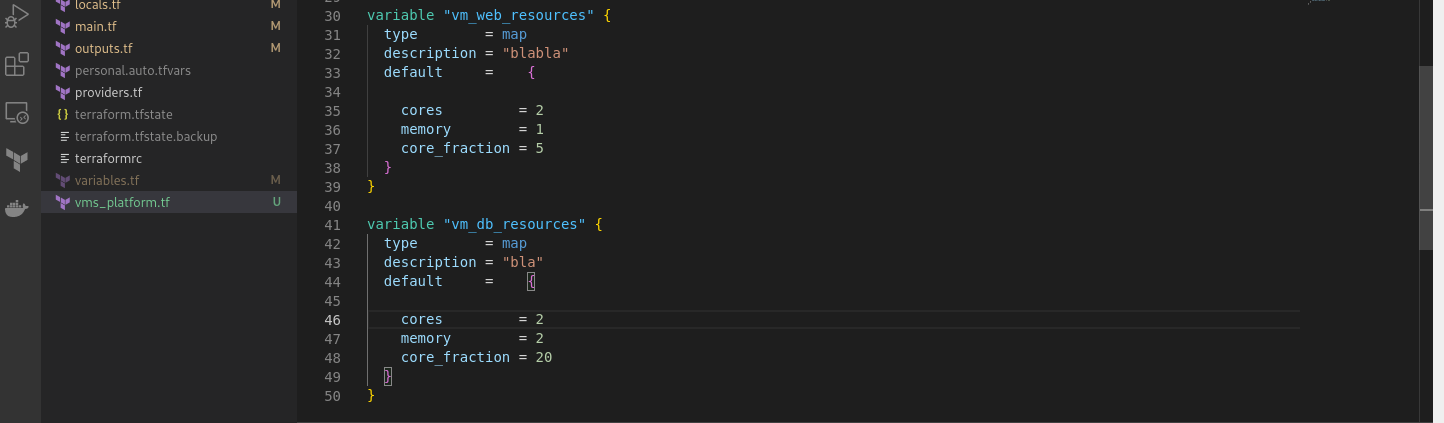 locals.tf M
main.tf M
outputs.tf M
personal.auto.tfvars
providers.tf
{} terraform.tfstate
terraform.tfstate.backup
terraformrc
variables.tf M
vms_platform.tf U
30 variable "vm_web_resources" {
31 type = map
32 description = "blabla"
33 default = {
34
35 cores = 2
36 memory = 1
37 core_fraction = 5
38 }
39 }
40
41 variable "vm_db_resources" {
42 type = map
43 description = "bla"
44 default = {
45
46 cores = 2
47 memory = 2
48 core_fraction = 20
49 }
50 }